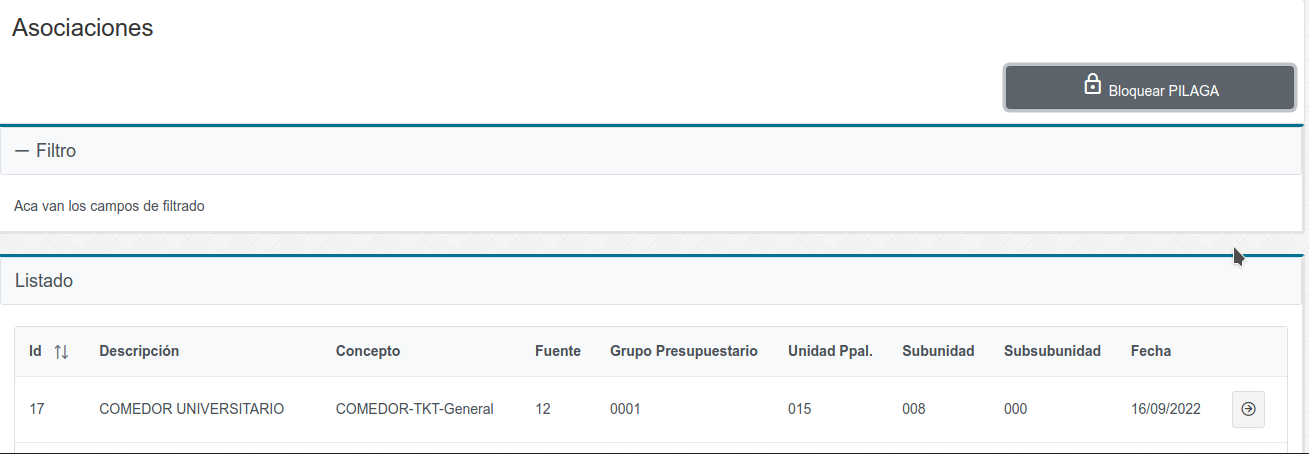 Asociaciones
Bloquear PILAGA
Filtro
Aca van los campos de filtrado
Listado
Id Descripción Concepto Fuente Grupo Presupuestario Unidad Ppal. Subunidad Subsubunidad Fecha
17 COMEDOR UNIVERSITARIO COMEDOR-TKT-General 12 0001 015 008 000 16/09/2022